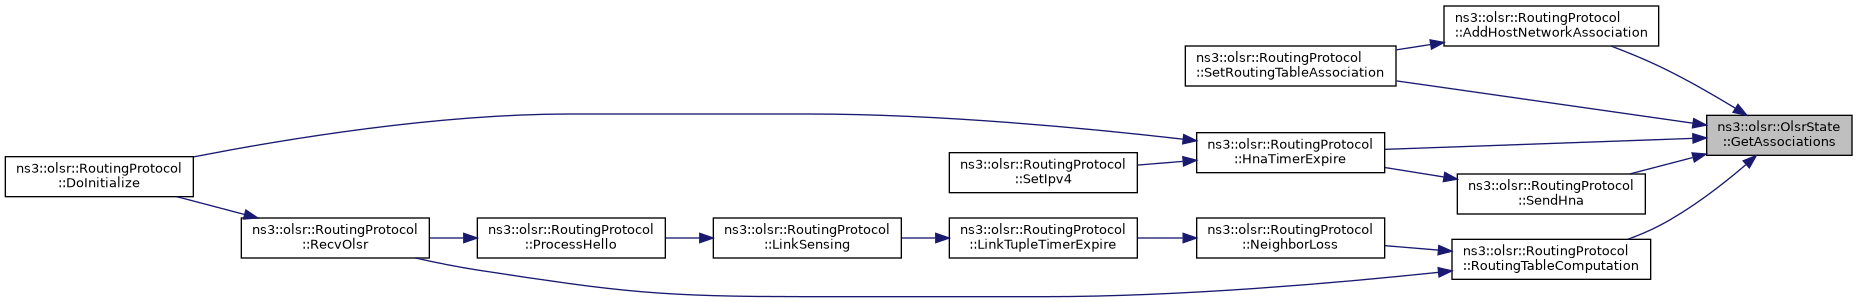 ns3::olsr::RoutingProtocol
::AddHostNetworkAssociation
ns3::olsr::RoutingProtocol
::SetRoutingTableAssociation
ns3::olsr::OlsrState
::GetAssociations
ns3::olsr::RoutingProtocol
::HnaTimerExpire
ns3::olsr::RoutingProtocol
::SetIpv4
ns3::olsr::RoutingProtocol
::DoInitialize
ns3::olsr::RoutingProtocol
::SendHna
ns3::olsr::RoutingProtocol
::RecvOlsr
ns3::olsr::RoutingProtocol
::ProcessHello
ns3::olsr::RoutingProtocol
::LinkSensing
ns3::olsr::RoutingProtocol
::LinkTupleTimerExpire
ns3::olsr::RoutingProtocol
::NeighborLoss
ns3::olsr::RoutingProtocol
::RoutingTableComputation